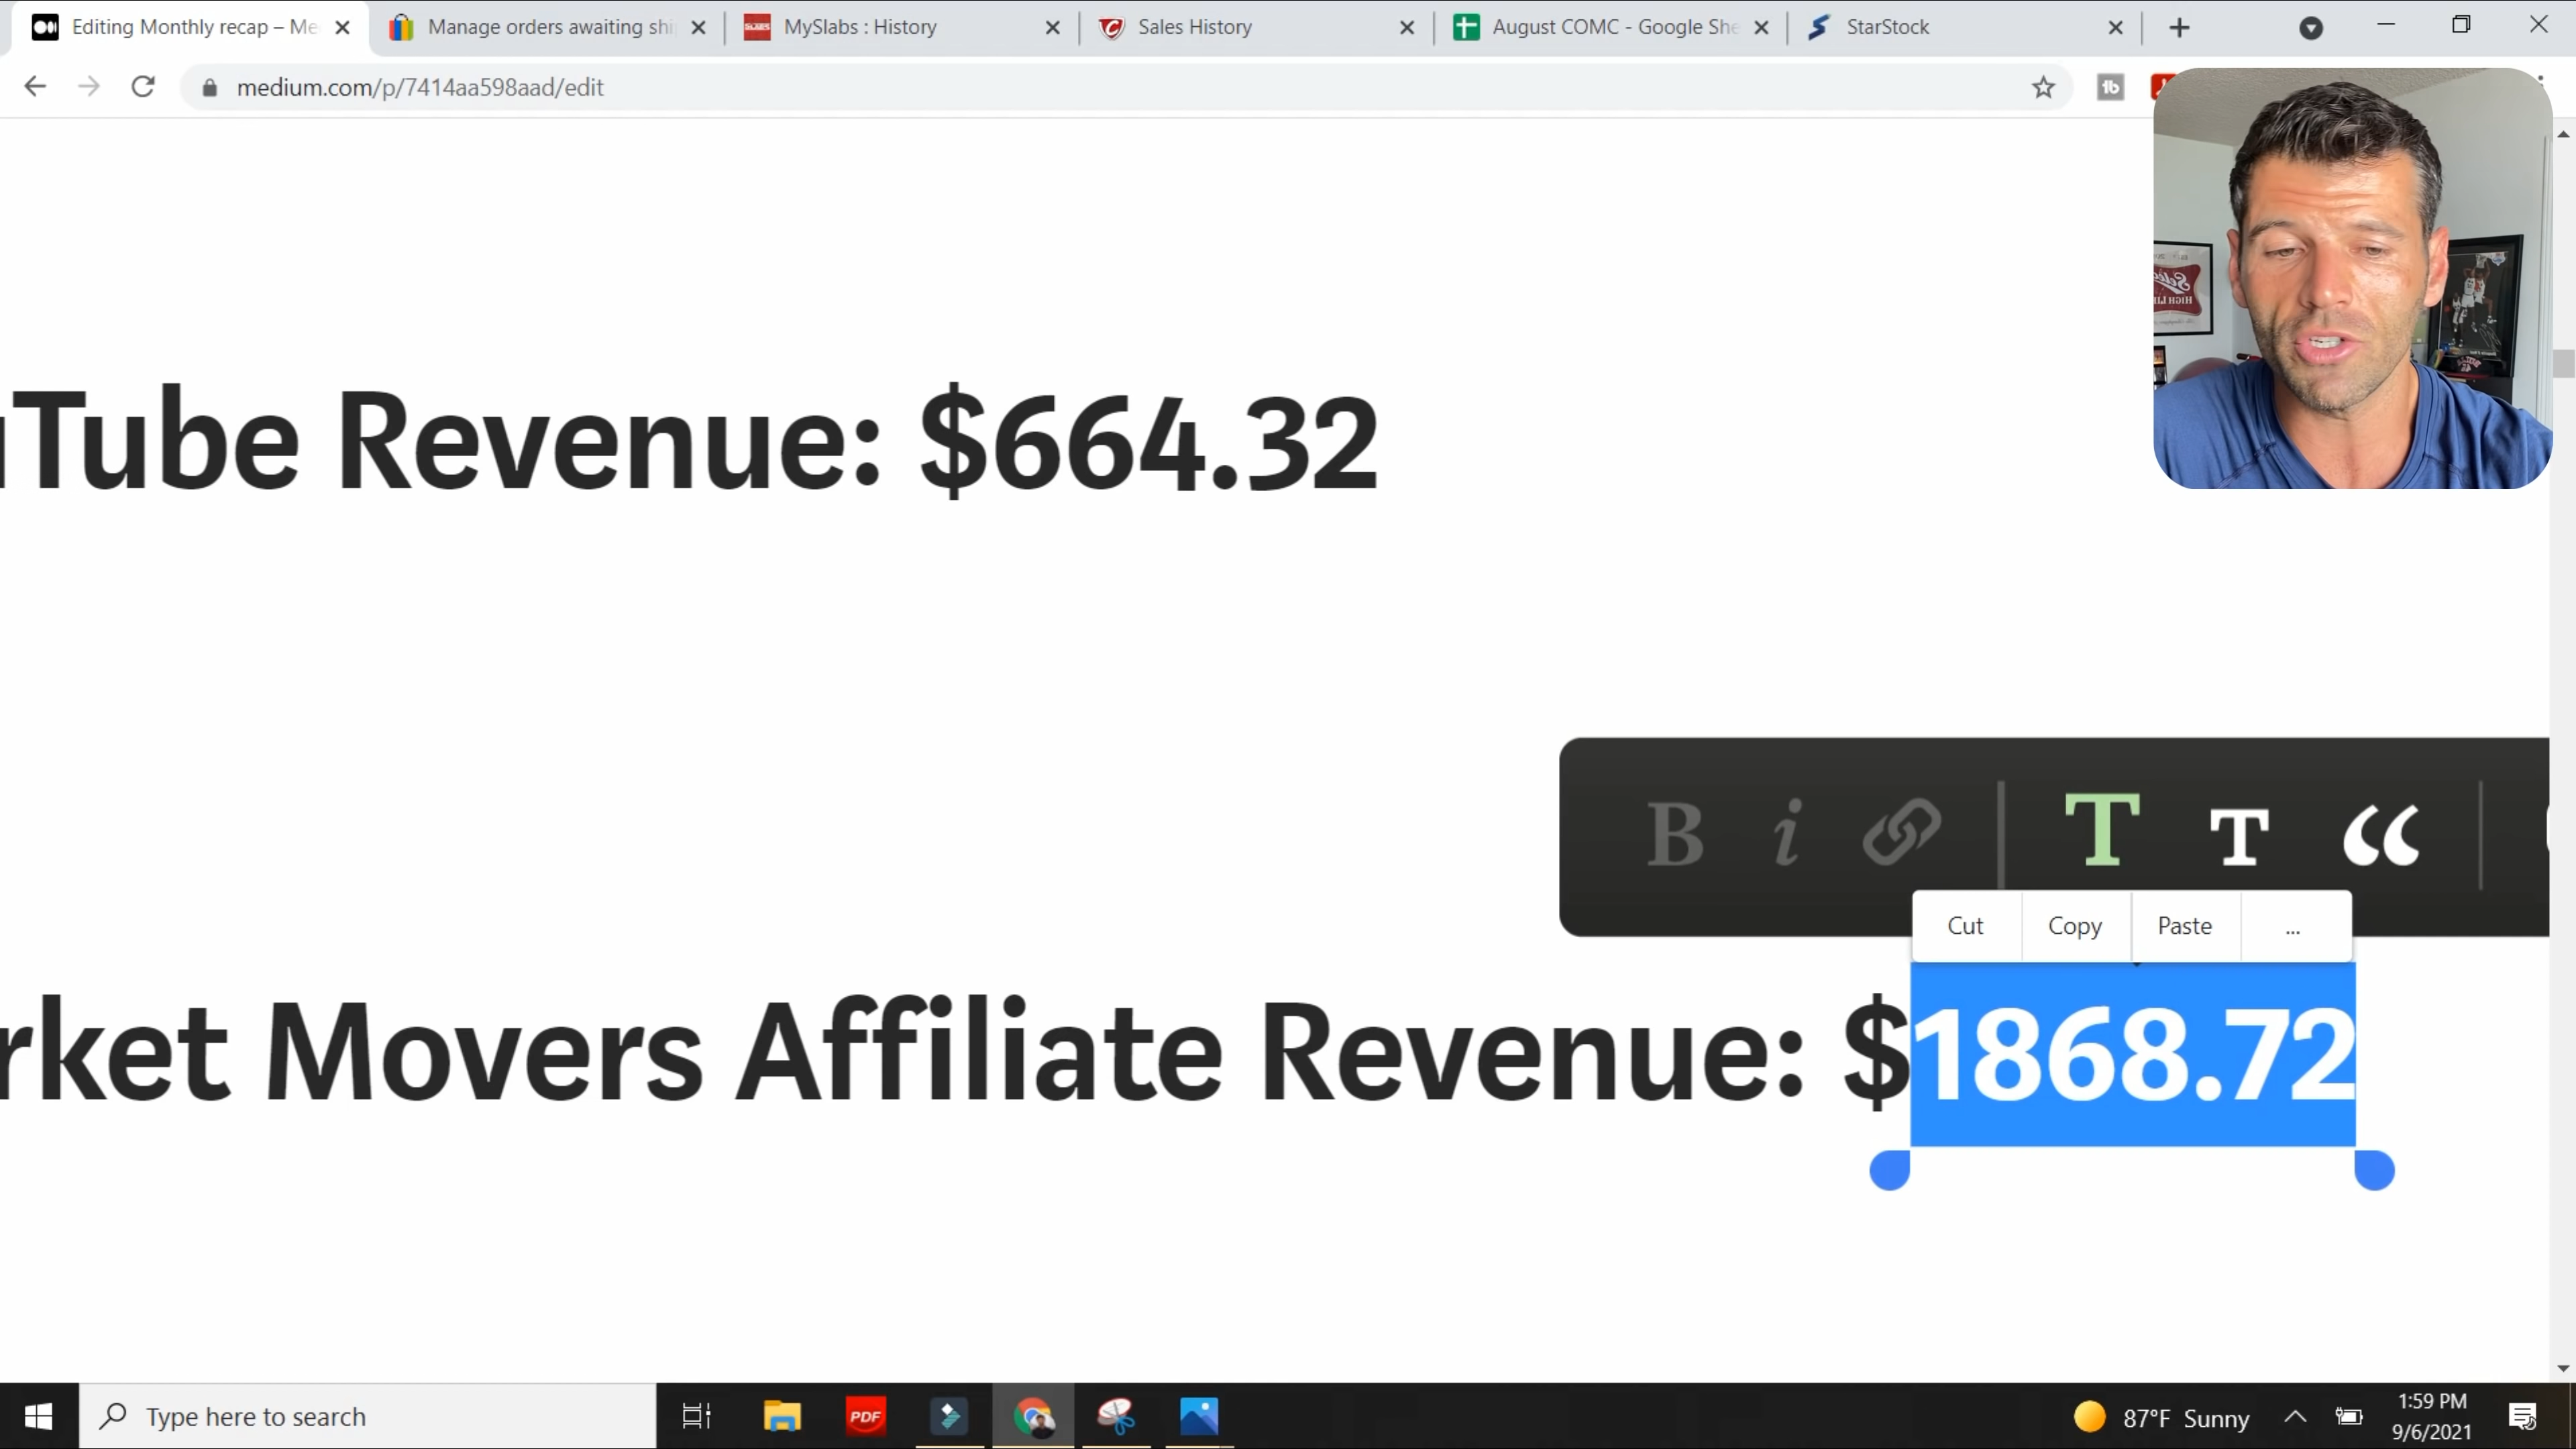 Editing Monthly recap – Me
Manage orders awaiting shi
MySlabs : History
Sales History
August COMC - Google She
StarStock
medium.com/p/7414aa598aad/edit
uTube Revenue: $664.32
B i T T “
Cut Copy Paste ...
rket Movers Affiliate Revenue: $1868.72
PDF
Type here to search
87°F Sunny
1:59 PM
9/6/2021